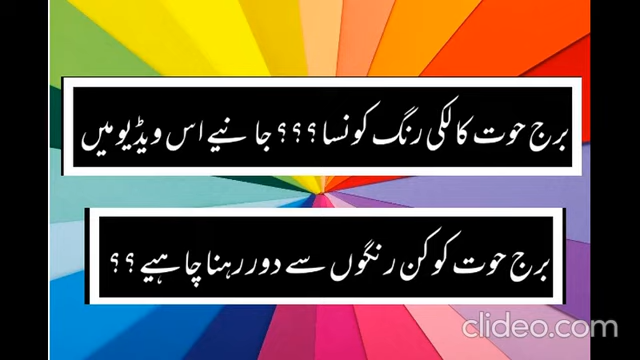 برج حوت کا لکی رنگ کونسا؟؟؟ جانیے اس ویڈیو میں
برج حوت کو کن رنگوں سے دور رہنا چاہیے؟؟
clideo.com